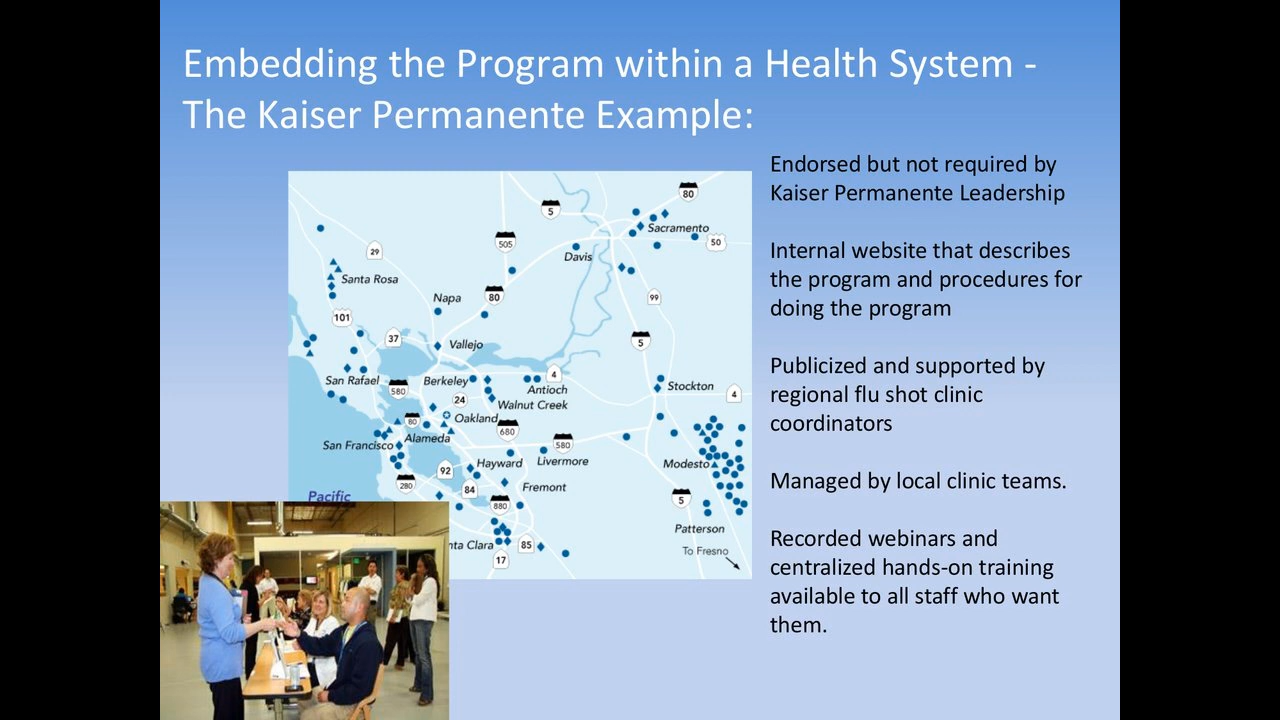 Embedding the Program within a Health System -
The Kaiser Permanente Example:
Endorsed but not required by
Kaiser Permanente Leadership
Internal website that describes
the program and procedures for
doing the program
Publicized and supported by
regional flu shot clinic
coordinators
Managed by local clinic teams.
Recorded webinars and
centralized hands-on training
available to all staff who want
them.
80
5
Sacramento
505
50
29
Davis
Santa Rosa
Napa
80
99
101
37
5
Vallejo
4
San Rafael
Berkeley
580
Antioch
Stockton
4
24
Walnut Creek
80
Oakland
680
Alameda
580
San Francisco
Hayward
Livermore
Modesto
92
280
84
Fremont
5
Pacific
880
Patterson
nta Clara
85
To Fresno
17